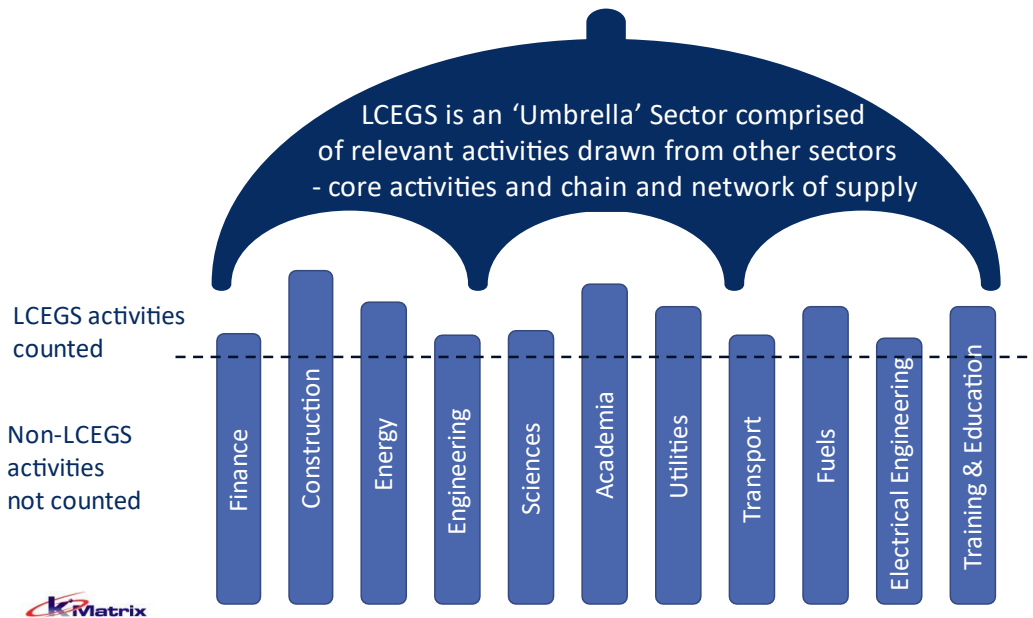 LCEGS is an ‘Umbrella’ Sector comprised
of relevant activities drawn from other sectors
- core activities and chain and network of supply
LCEGS activities
counted
Non-LCEGS
activities
not counted
Finance
Construction
Energy
Engineering
Sciences
Academia
Utilities
Transport
Fuels
Electrical Engineering
Training & Education
kMatrix